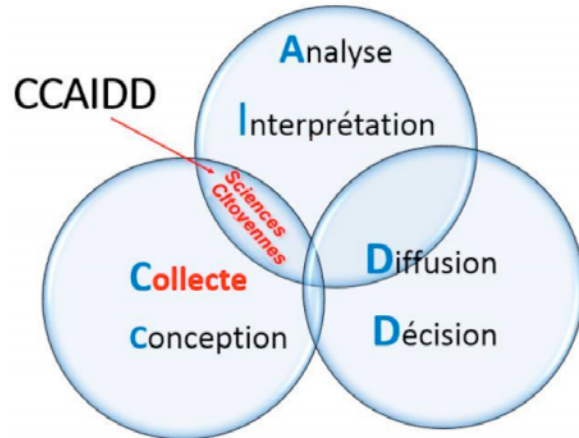 Analyse
CCAIDD
Interprétation
Sciences
CItoyennes
Collecte
Diffusion
Conception
Décision